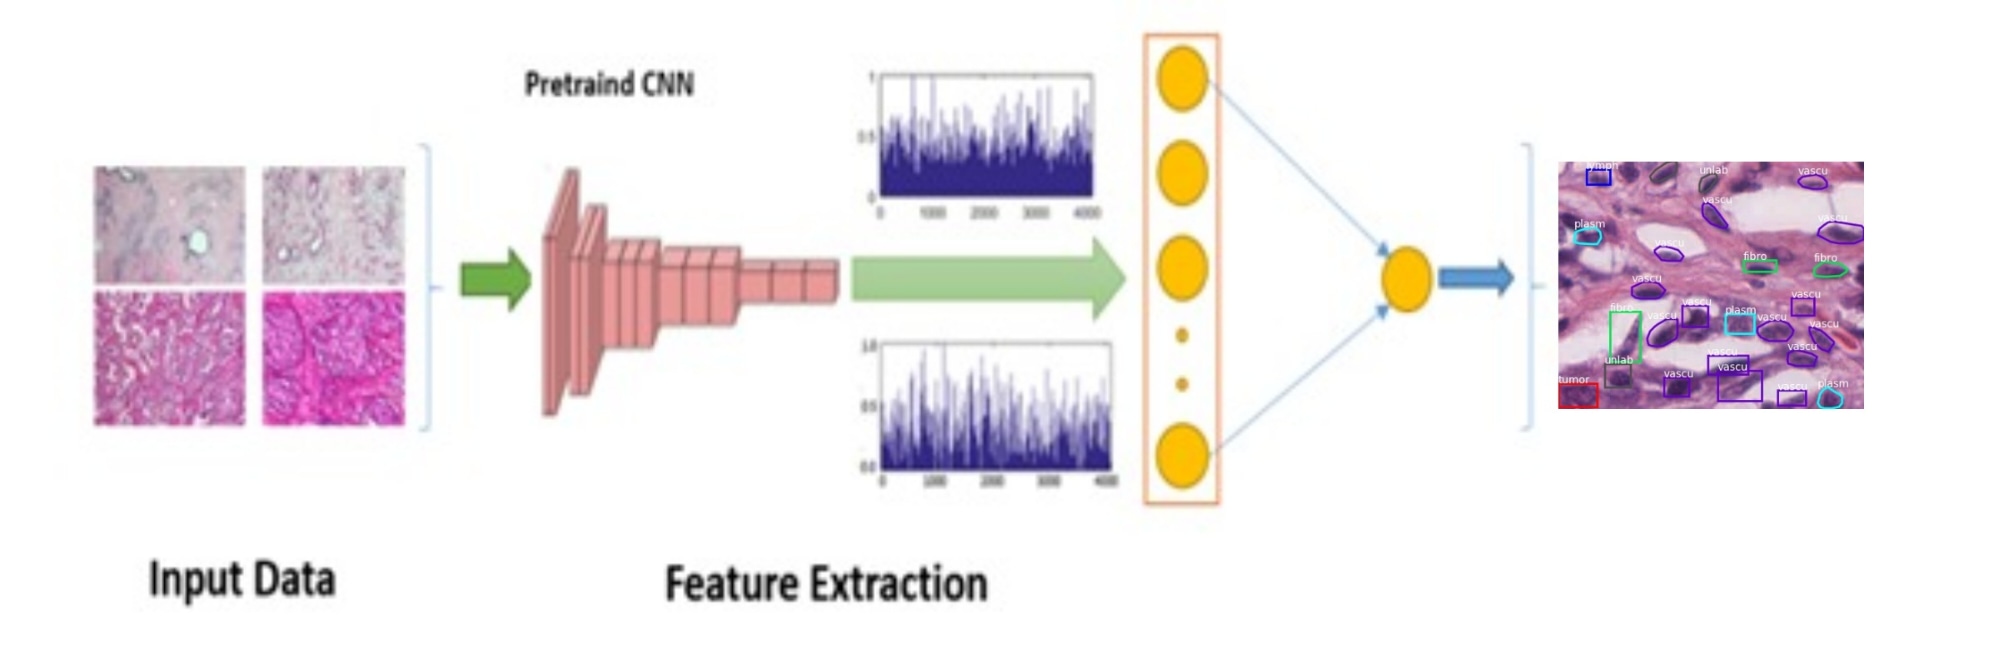 Pretraind CNN
1
0.5
0
0 1000 2000 3000 4000
1.0
0.5
0.0
0 1000 2000 3000 4000
unlab
vascu
vascu
vascu
plasm
vascu
fibro
fibro
vascu
vascu
vascu
fibro
vascu
plasm
vascu
vascu
vascu
vascu
unlab
vascu
vascu
tumor
vascu
plasm
Input Data
Feature Extraction